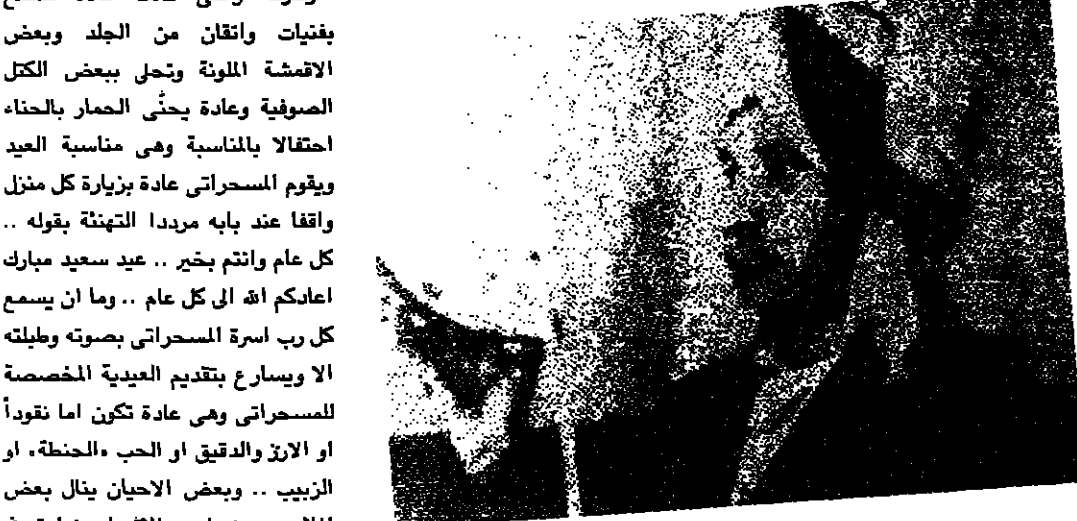 بفنيات واتقان من الجلد وبعض
الاقمشة الملونة وتحلى ببعض الكتل
الصوفية وعادة يحنَّى الحمار بالحناء
احتفالا بالمناسبة وهى مناسبة العيد
ويقوم المسحراتى عادة بزيارة كل منزل
واقفا عند بابه مرددا التهنئة بقوله ..
كل عام وانتم بخير .. عيد سعيد مبارك
اعادكم الله الى كل عام .. وما ان يسمع
كل رب اسرة المسحراتى بصوته وطبلته
الا ويسارع بتقديم العيدية المخصصة
للمسحراتى وهى عادة تكون اما نقوداً
او الارز والدقيق او الحب «الحنطة» او
الزبيب .. وبعض الاحيان ينال بعض